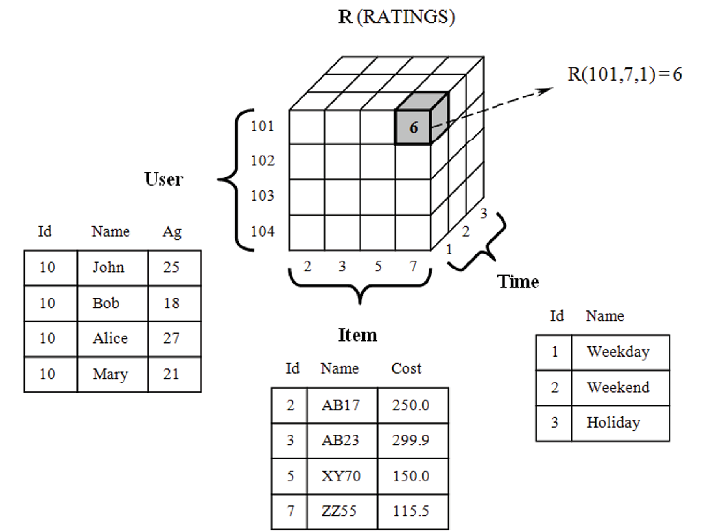 R (RATINGS)
R(101,7,1) = 6
6
101
102
103
104
User
2 3 5 7
1
2
3
Time
Item
Id Name Ag
10 John 25
10 Bob 18
10 Alice 27
10 Mary 21
Id Name Cost
2 AB17 250.0
3 AB23 299.9
5 XY70 150.0
7 ZZ55 115.5
Id Name
1 Weekday
2 Weekend
3 Holiday